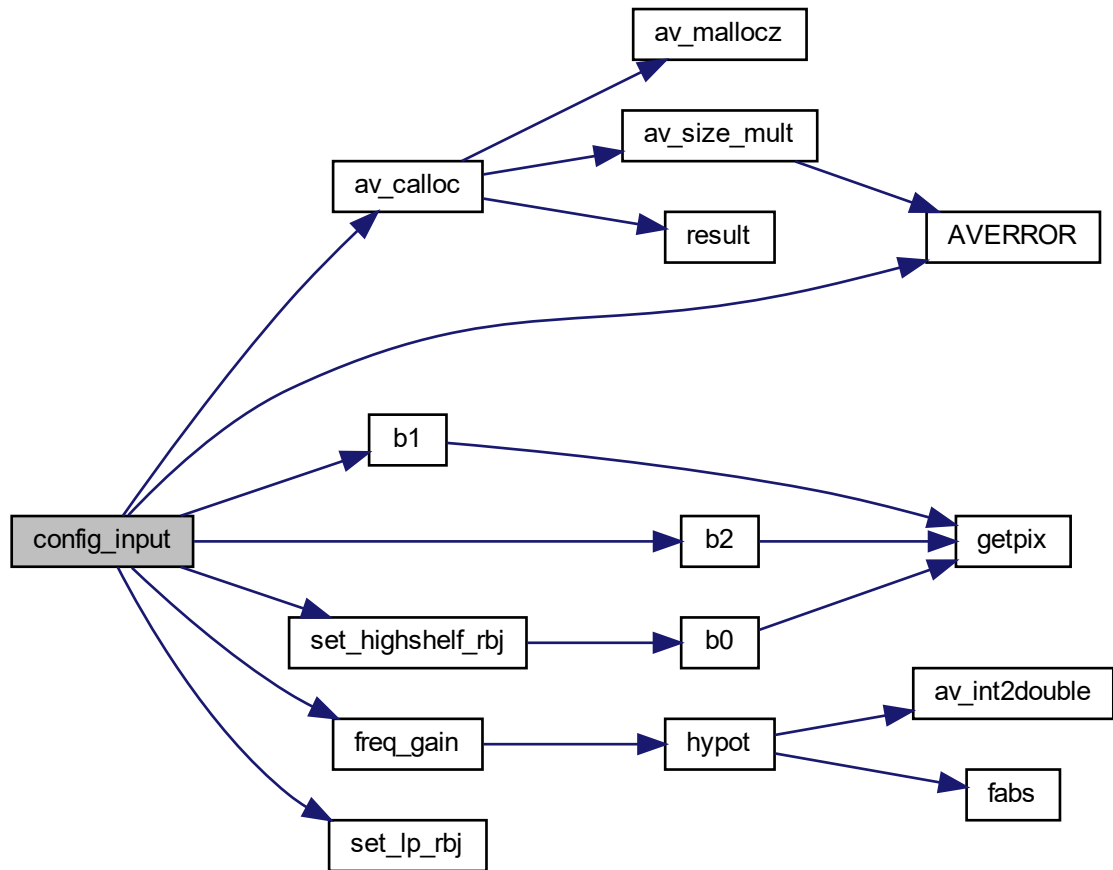 av_mallocz
av_size_mult
av_calloc
result
AVERROR
b1
config_input
b2
getpix
set_highshelf_rbj
b0
av_int2double
freq_gain
hypot
fabs
set_lp_rbj